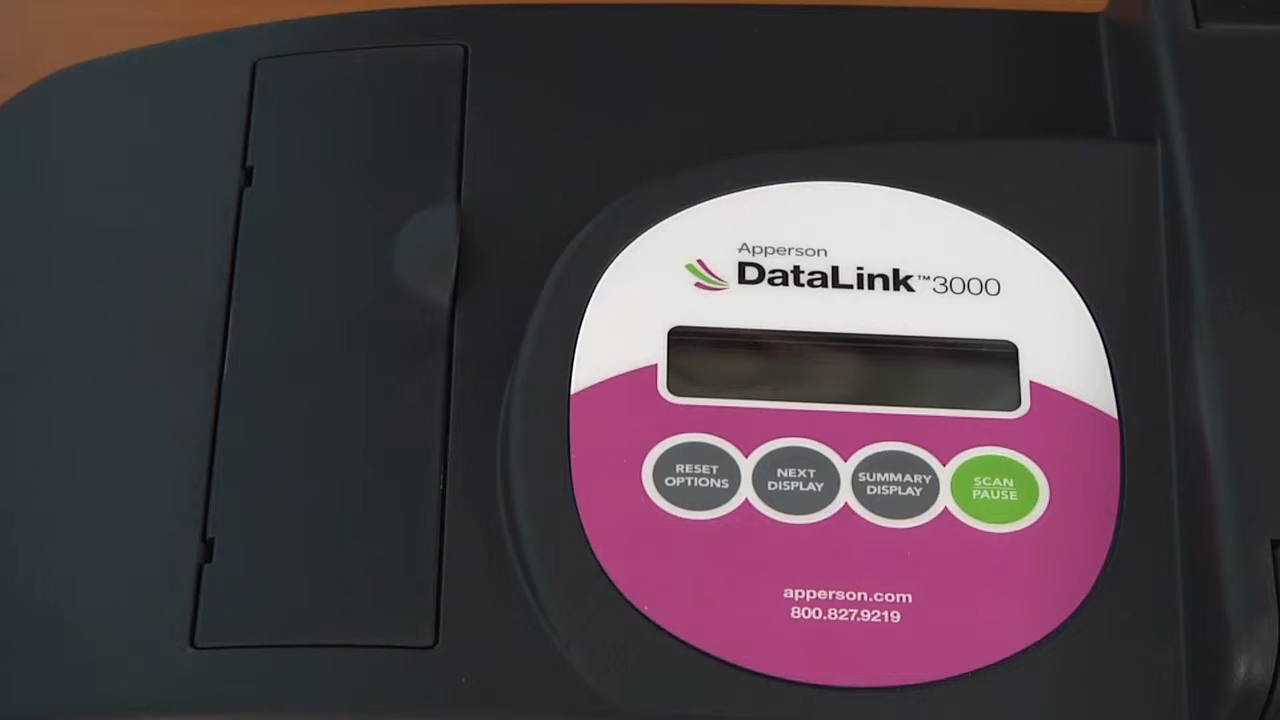 Apperson
DataLink™3000
RESET
OPTIONS
NEXT
DISPLAY
SUMMARY
DISPLAY
SCAN
PAUSE
apperson.com
800.827.9219